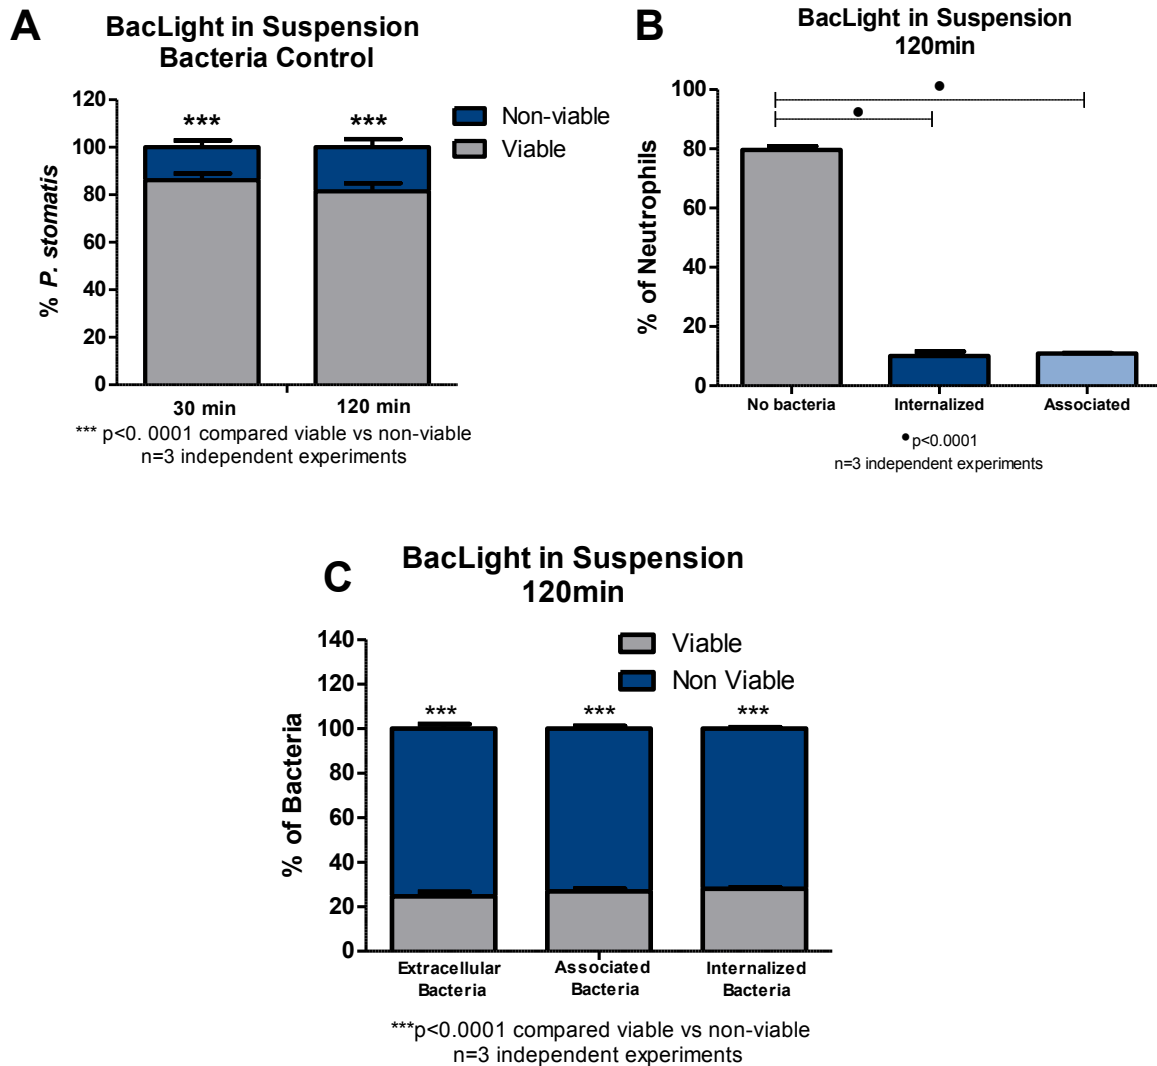 A
BacLight in Suspension
Bacteria Control
120
100
80
60
40
20
0
% P. stomatis
***
***
Non-viable
Viable
30 min
120 min
*** p<0. 0001 compared viable vs non-viable
n=3 independent experiments
B
BacLight in Suspension
120min
100
80
60
40
20
0
% of Neutrophils
No bacteria
Internalized
Associated
• p<0.0001
n=3 independent experiments
C
BacLight in Suspension
120min
140
120
100
80
60
40
20
0
% of Bacteria
Viable
Non Viable
***
***
***
Extracellular
Bacteria
Associated
Bacteria
Internalized
Bacteria
***p<0.0001 compared viable vs non-viable
n=3 independent experiments